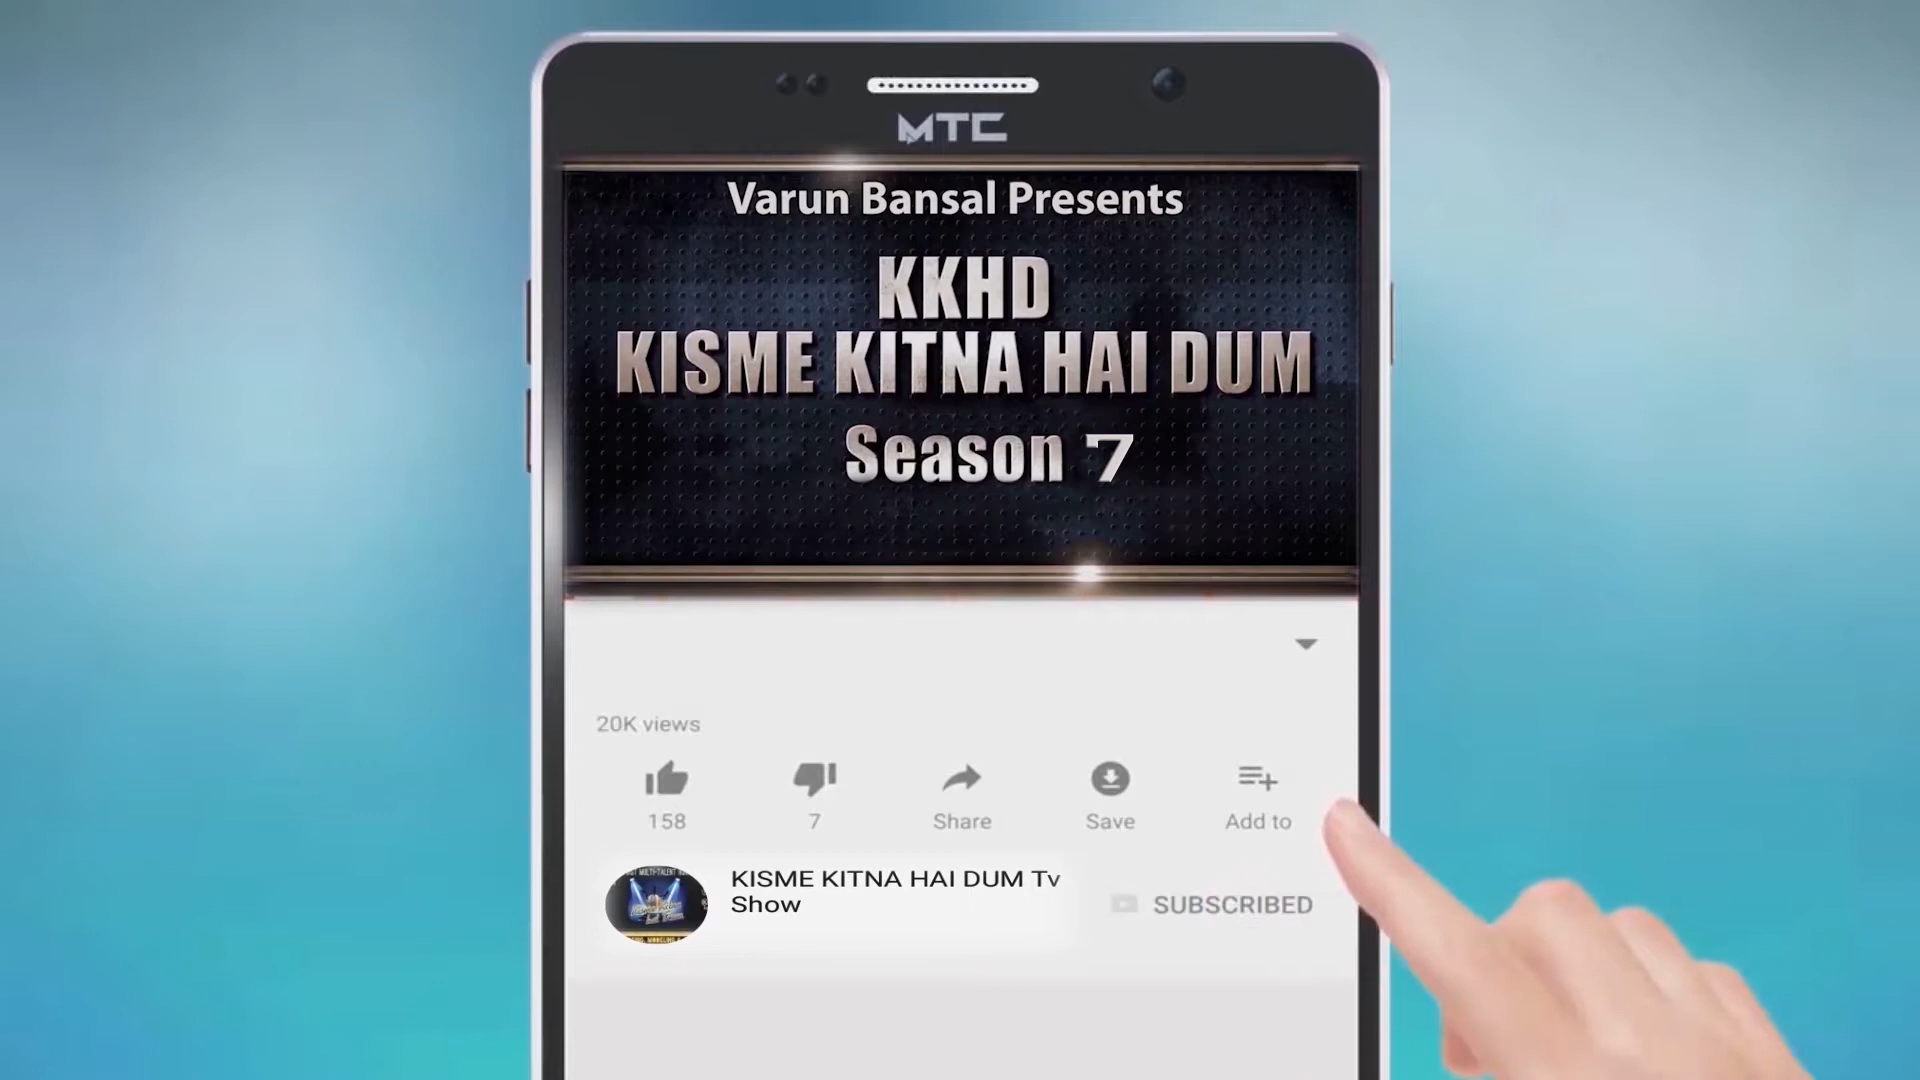 MTC
Varun Bansal Presents
KKHD
KISME KITNA HAI DUM
Season 7
20K views
158
7
Share
Save
Add to
KISME KITNA HAI DUM Tv
Show
SUBSCRIBED